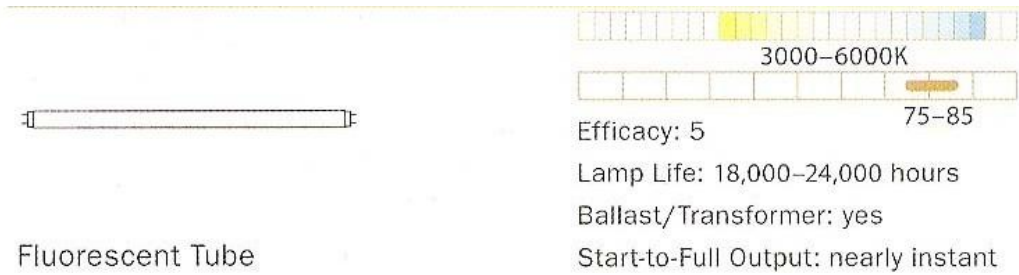 3000–6000K
75–85
Efficacy: 5
Lamp Life: 18,000–24,000 hours
Ballast/Transformer: yes
Fluorescent Tube
Start-to-Full Output: nearly instant